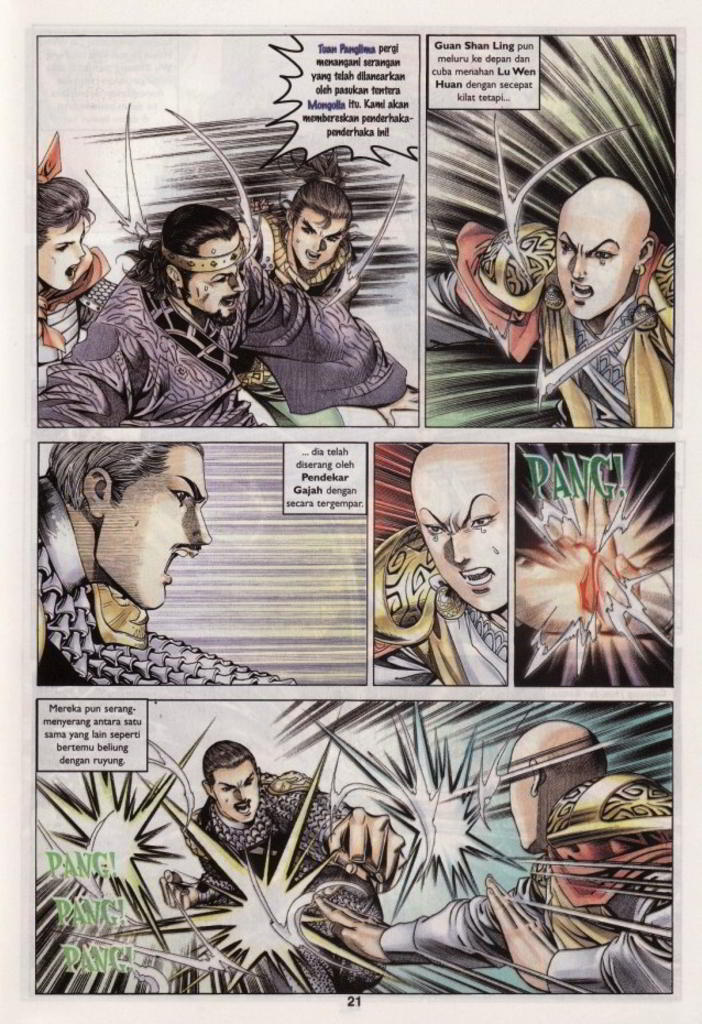 Tuan Panglima pergi
menangani serangan
yang telah dilancarkan
oleh pasukan tentera
Mongolia itu. Kami akan
membereskan penderhaka-
penderhaka ini!
Guan Shan Ling pun
meluru ke depan dan
cuba menahan Lu Wen
Huan dengan secepat
kilat tetapi...
... dia telah
diserang oleh
Pendekar
Gajah dengan
secara tergempar.
PANG!
Mereka pun serang-
menyerang antara satu
sama yang lain seperti
bertemu beliung
dengan ruyung.
PANG!
PANG!
PANG!
21